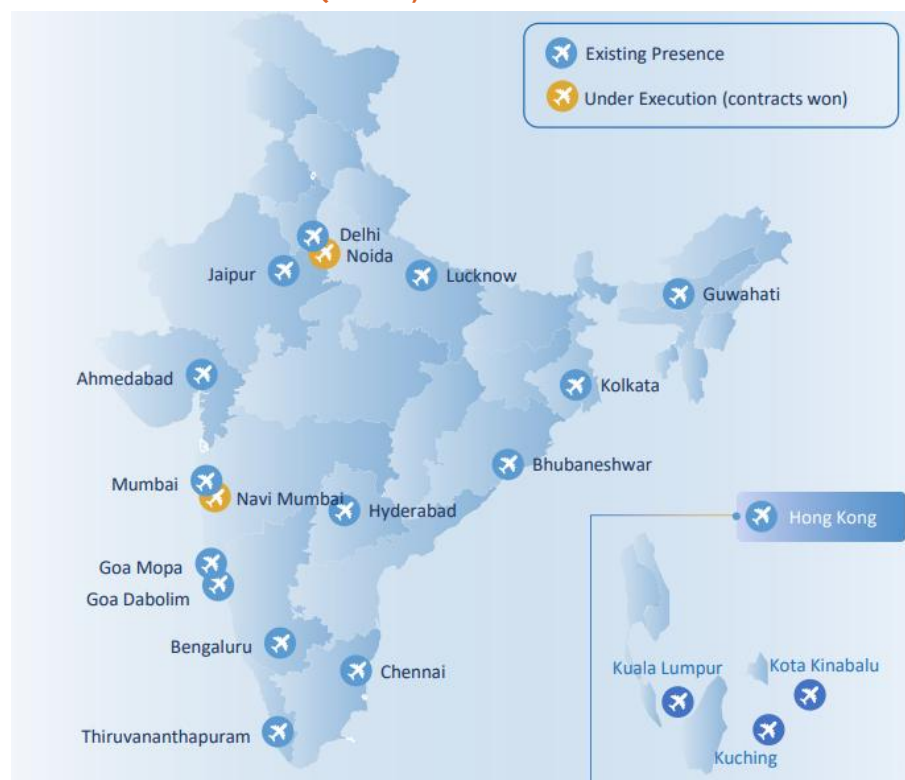 Existing Presence
Under Execution (contracts won)
Delhi
Noida
Jaipur
Lucknow
Guwahati
Ahmedabad
Kolkata
Bhubaneshwar
Mumbai
Navi Mumbai
Hyderabad
Hong Kong
Goa Mopa
Goa Dabolim
Bengaluru
Chennai
Kuala Lumpur
Kota Kinabalu
Thiruvananthapuram
Kuching